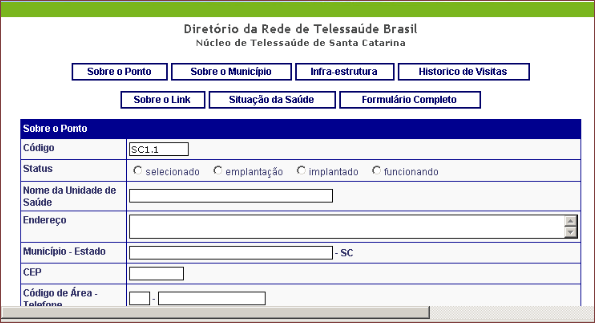 Diretório da Rede de Telessaúde Brasil
Núcleo de Telessaúde de Santa Catarina
Sobre o Ponto
Sobre o Município
Infra-estrutura
Historico de Visitas
Sobre o Link
Situação da Saúde
Formulário Completo
Sobre o Ponto
Código
SC1.1
Status
selecionado
emplantação
implantado
funcionando
Nome da Unidade de
Saúde
Endereço
Município - Estado
- SC
CEP
Código de Área -
Telefone
-